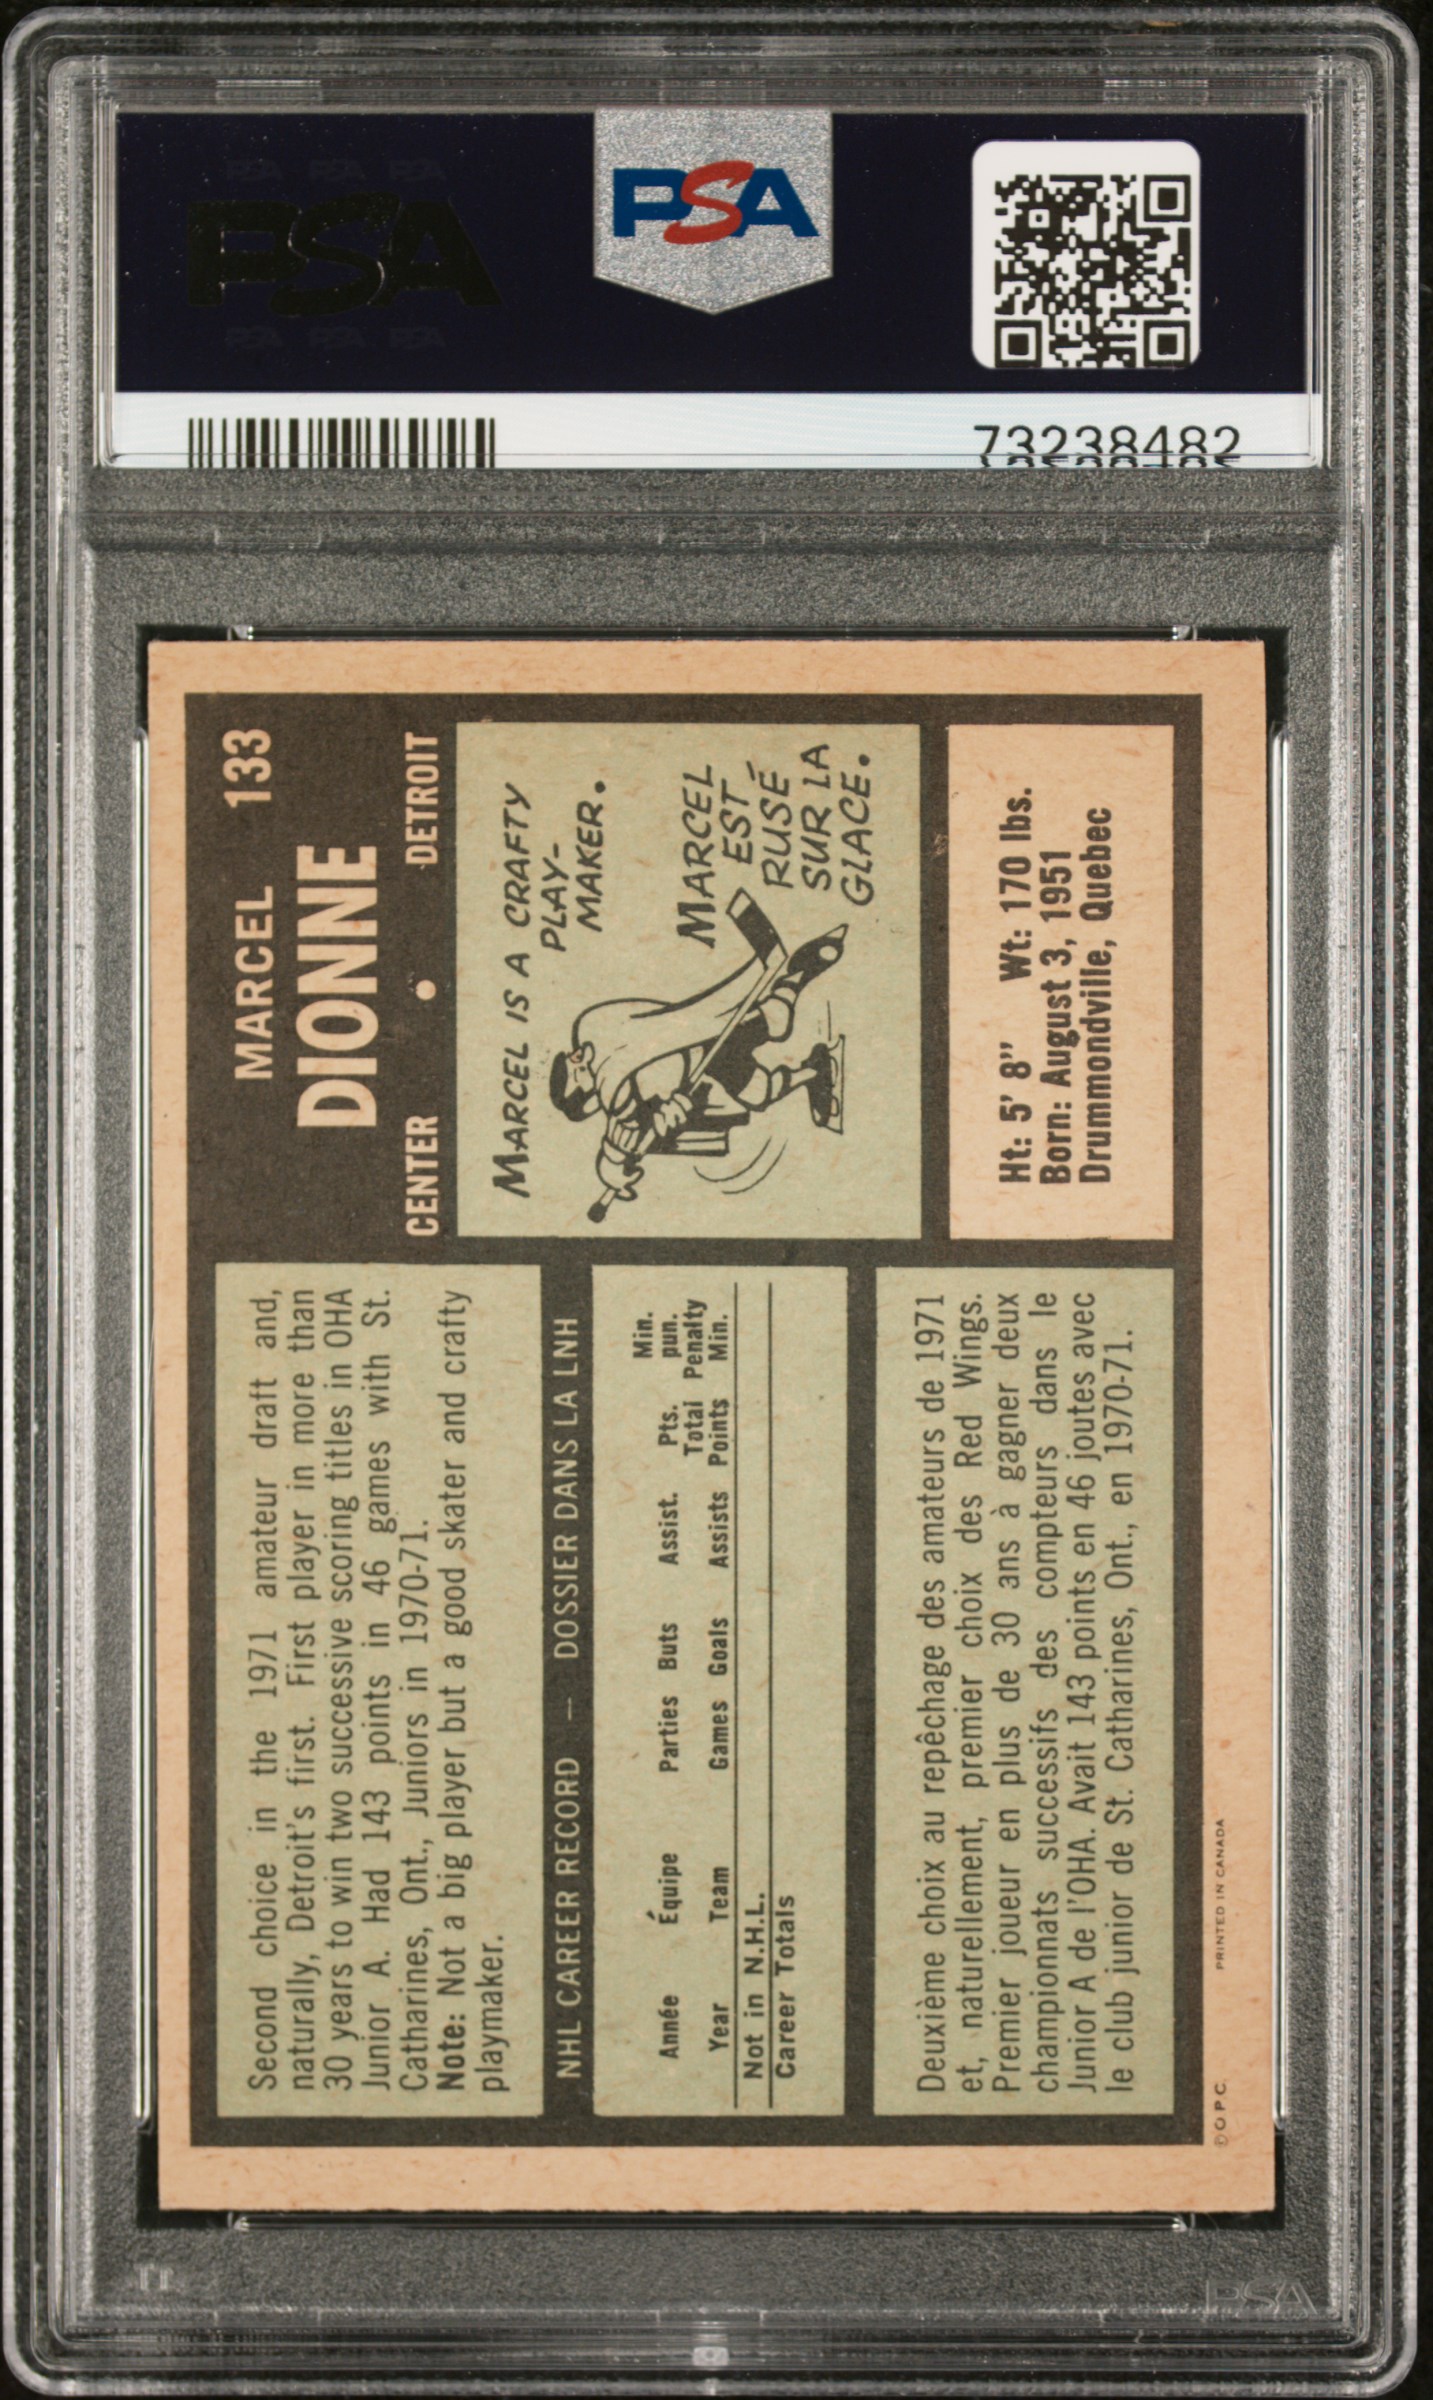 PSA
PSA PSA PSA
PSA
PSA PSA PSA
73238482
MARCEL 133
DIONNE
CENTER • DETROIT
Second choice in the 1971 amateur draft and,
naturally, Detroit's first. First player in more than
30 years to win two successive scoring titles in OHA
Junior A. Had 143 points in 46 games with St.
Catharines, Ont., Juniors in 1970-71.
Note: Not a big player but a good skater and crafty
playmaker.
MARCEL IS A CRAFTY
PLAY-
MAKER.
MARCEL
EST
RUSÉ
SUR LA
GLACE.
NHL CAREER RECORD — DOSSIER DANS LA LNH
Min.
Pts. pun.
Année Équipe Parties Buts Assist. Total Penalty
Year Team Games Goals Assists Points Min.
Not in N.H.L.
Career Totals
Ht: 5' 8" Wt: 170 lbs.
Born: August 3, 1951
Drummondville, Quebec
Deuxième choix au repêchage des amateurs de 1971
et, naturellement, premier choix des Red Wings.
Premier joueur en plus de 30 ans à gagner deux
championnats successifs des compteurs dans le
Junior A de l'OHA. Avait 143 points en 46 joutes avec
le club junior de St. Catharines, Ont., en 1970-71.
©O.P.C. PRINTED IN CANADA
PSA